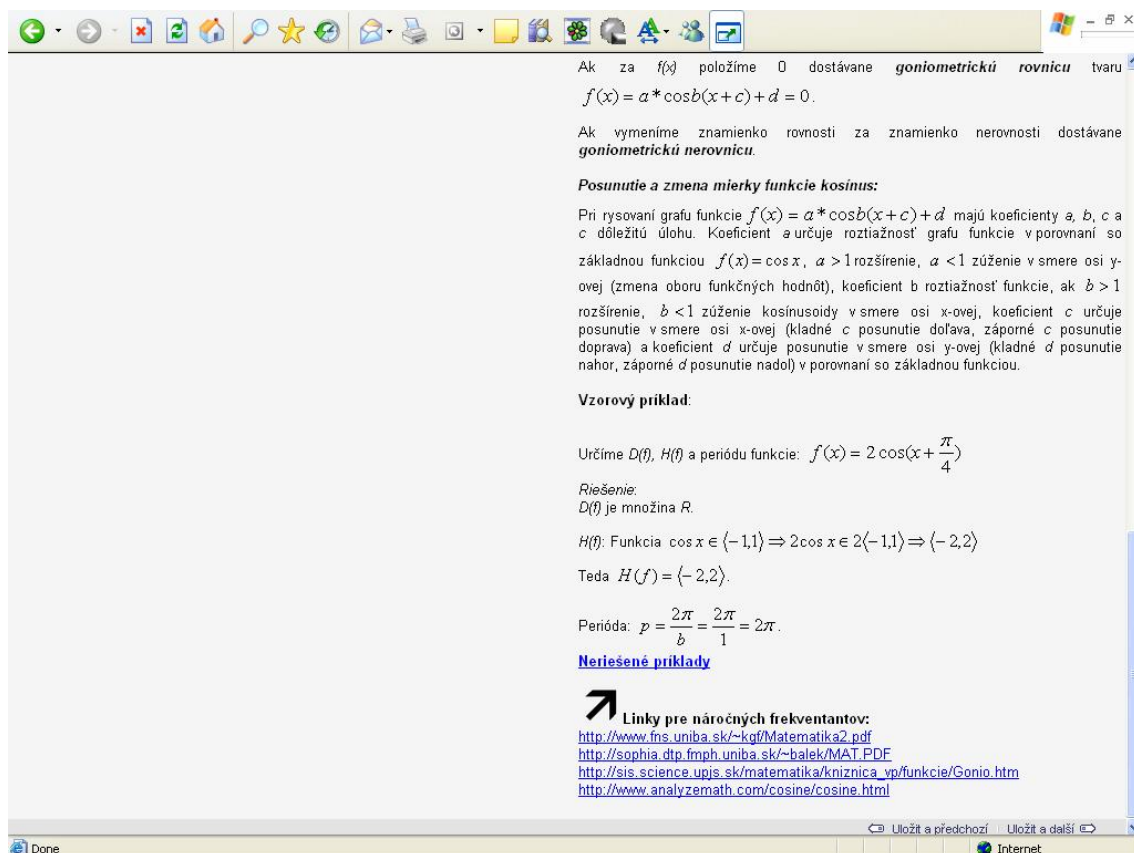 Ak za f(x) položíme 0 dostávane goniometrickú rovnicu tvaru
f(x) = a * cosb(x + c) + d = 0.
Ak vymeníme znamienko rovnosti za znamienko nerovnosti dostávane
goniometrickú nerovnicu.
Posunutie a zmena mierky funkcie kosínus:
Pri rysovaní grafu funkcie f(x) = a * cosb(x + c) + d majú koeficienty a, b, c a
c dôležitú úlohu. Koeficient a určuje roztiažnosť grafu funkcie v porovnaní so
základnou funkciou f(x) = cos x, a > 1 rozšírenie, a < 1 zúženie v smere osi y-
ovej (zmena oboru funkčných hodnôt), koeficient b roztiažnosť funkcie, ak b > 1
rozšírenie, b < 1 zúženie kosínusoidy v smere osi x-ovej, koeficient c určuje
posunutie v smere osi x-ovej (kladné c posunutie doľava, záporné c posunutie
doprava) a koeficient d určuje posunutie v smere osi y-ovej (kladné d posunutie
nahor, záporné d posunutie nadol) v porovnaní so základnou funkciou.
Vzorový príklad:
Určíme D(f), H(f) a periódu funkcie: f(x) = 2 cos(x + π/4)
Riešenie:
D(f) je množina R.
H(f): Funkcia cos x ∈ ⟨−1,1⟩ ⇒ 2cos x ∈ 2⟨−1,1⟩ ⇒ ⟨−2,2⟩
Teda H(f) = ⟨−2,2⟩.
Perióda: p = 2π/b = 2π/1 = 2π.
Neriešené príklady
Linky pre náročných frekventantov:
http://www.fns.uniba.sk/~kgf/Matematika2.pdf
http://sophia.dtp.fmph.uniba.sk/~balek/MAT.PDF
http://sis.science.upjs.sk/matematika/kniznica_vp/funkcie/Gonio.htm
http://www.analyzemath.com/cosine/cosine.html
Uložit a předchozí Uložit a další
Done Internet